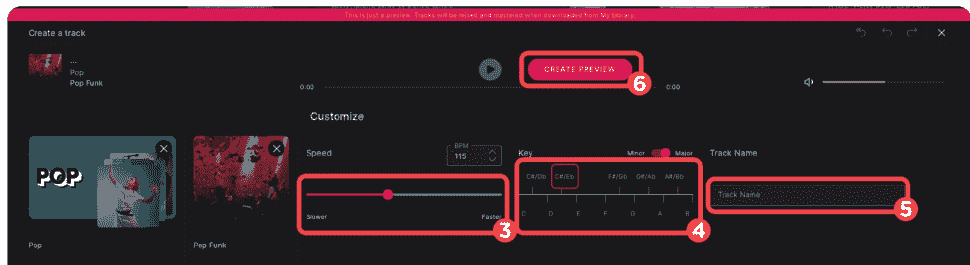 This is just a preview. Tracks will be mixed and mastered when downloaded from My Library.
Create a track
...
Pop
Pop Funk
CREATE PREVIEW
6
0:00
0:00
Customize
Speed
BPM
115
Key
Minor
Major
Track Name
POP
C#/Db
C#/Eb
F#/Gb
G#/Ab
A#/Bb
Track Name
5
Slower
Faster
3
C
D
E
F
G
A
B
4
Pop
Pop Funk